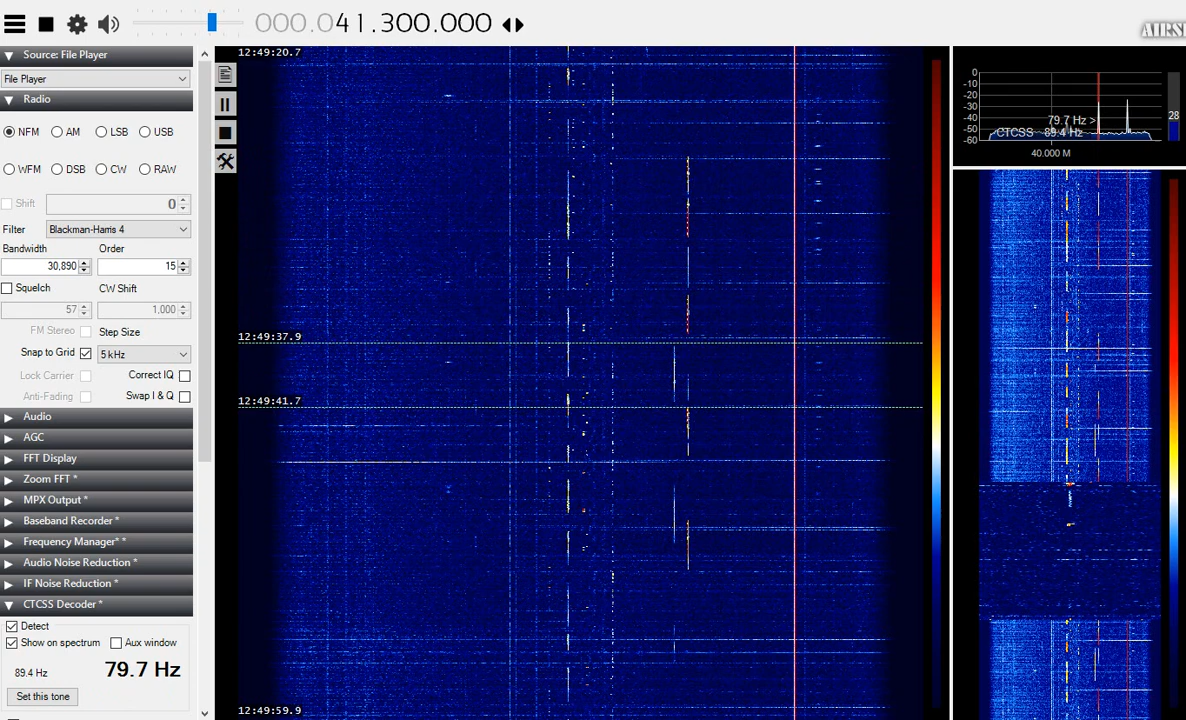 000.041.300.000
AIRS
Source: File Player
File Player
Radio
NFM AM LSB USB
WFM DSB CW RAW
Shift 0
Filter Blackman-Harris 4
Bandwidth Order
30,890 15
Squelch CW Shift
57 1,000
FM Stereo Step Size
Snap to Grid 5 kHz
Lock Carrier Correct IQ
Anti-Fading Swap I & Q
Audio
AGC
FFT Display
Zoom FFT *
MPX Output *
Baseband Recorder *
Frequency Manager * *
Audio Noise Reduction *
IF Noise Reduction *
CTCSS Decoder *
Detect
Show on spectrum Aux window
89.4 Hz 79.7 Hz
Set this tone
12:49:20.7
12:49:37.9
12:49:41.7
12:49:59.9
0
-10
-20
-30
-40
-50
-60
79.7 Hz >
CTCSS 89.4 Hz
40.000 M
28